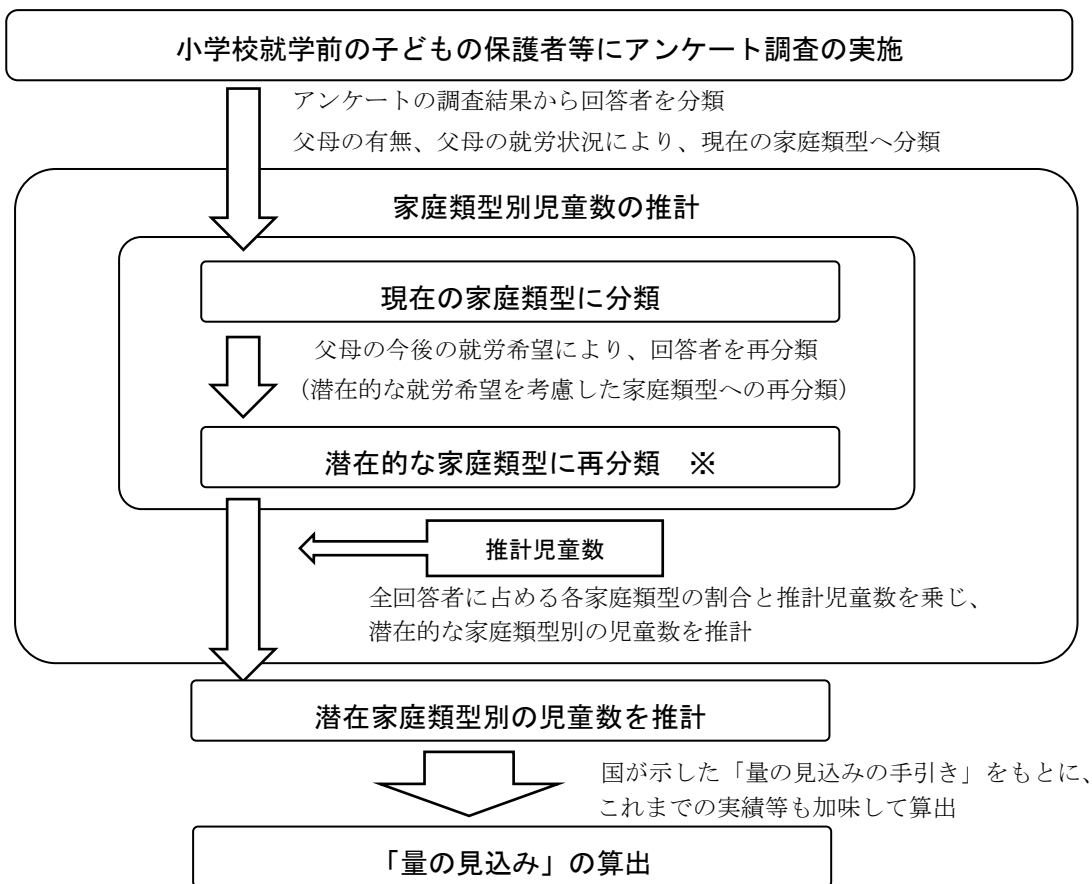 小学校就学前の子どもの保護者等にアンケート調査の実施
アンケートの調査結果から回答者を分類
父母の有無、父母の就労状況により、現在の家庭類型へ分類
家庭類型別児童数の推計
現在の家庭類型に分類
父母の今後の就労希望により、回答者を再分類
（潜在的な就労希望を考慮した家庭類型への再分類）
潜在的な家庭類型に再分類　※
推計児童数
全回答者に占める各家庭類型の割合と推計児童数を乗じ、
潜在的な家庭類型別の児童数を推計
潜在家庭類型別の児童数を推計
国が示した「量の見込みの手引き」をもとに、
これまでの実績等も加味して算出
「量の見込み」の算出